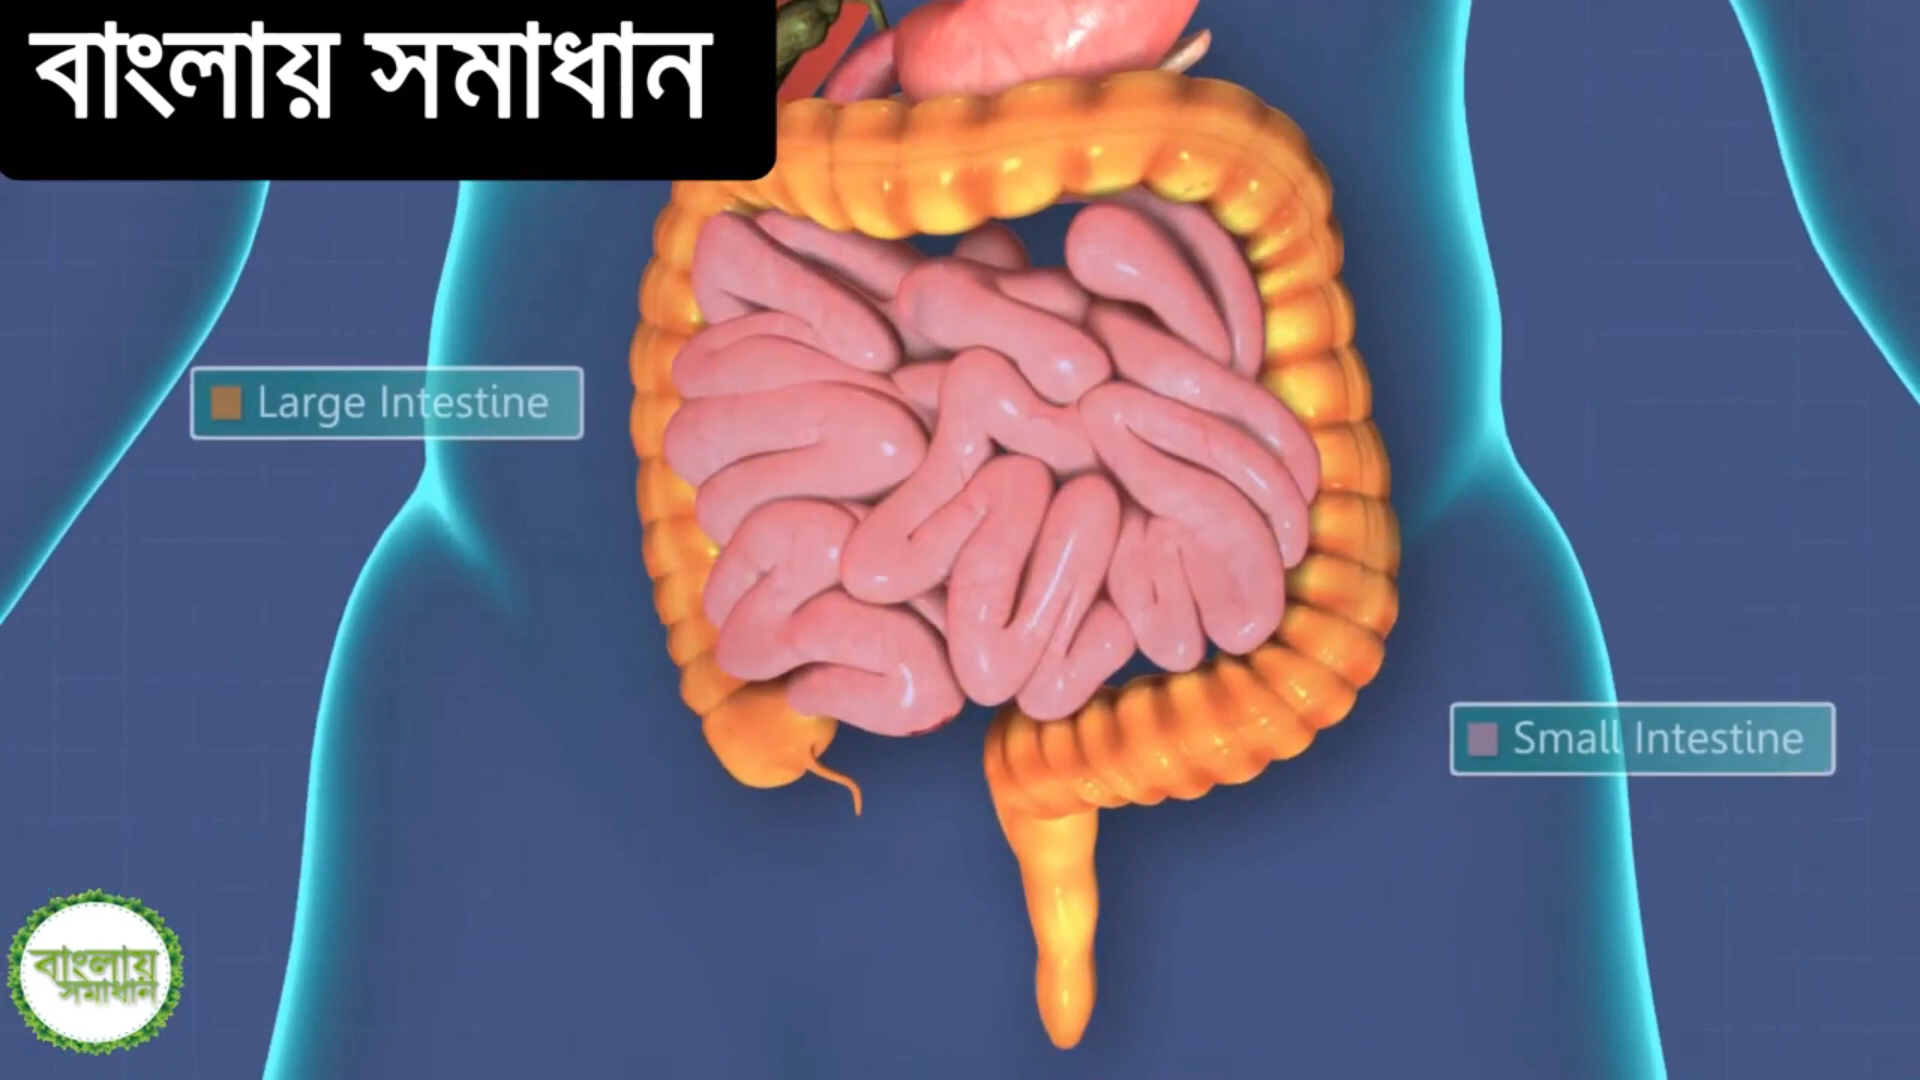 বাংলায় সমাধান
Large Intestine
Small Intestine
বাংলায়
সমাধান